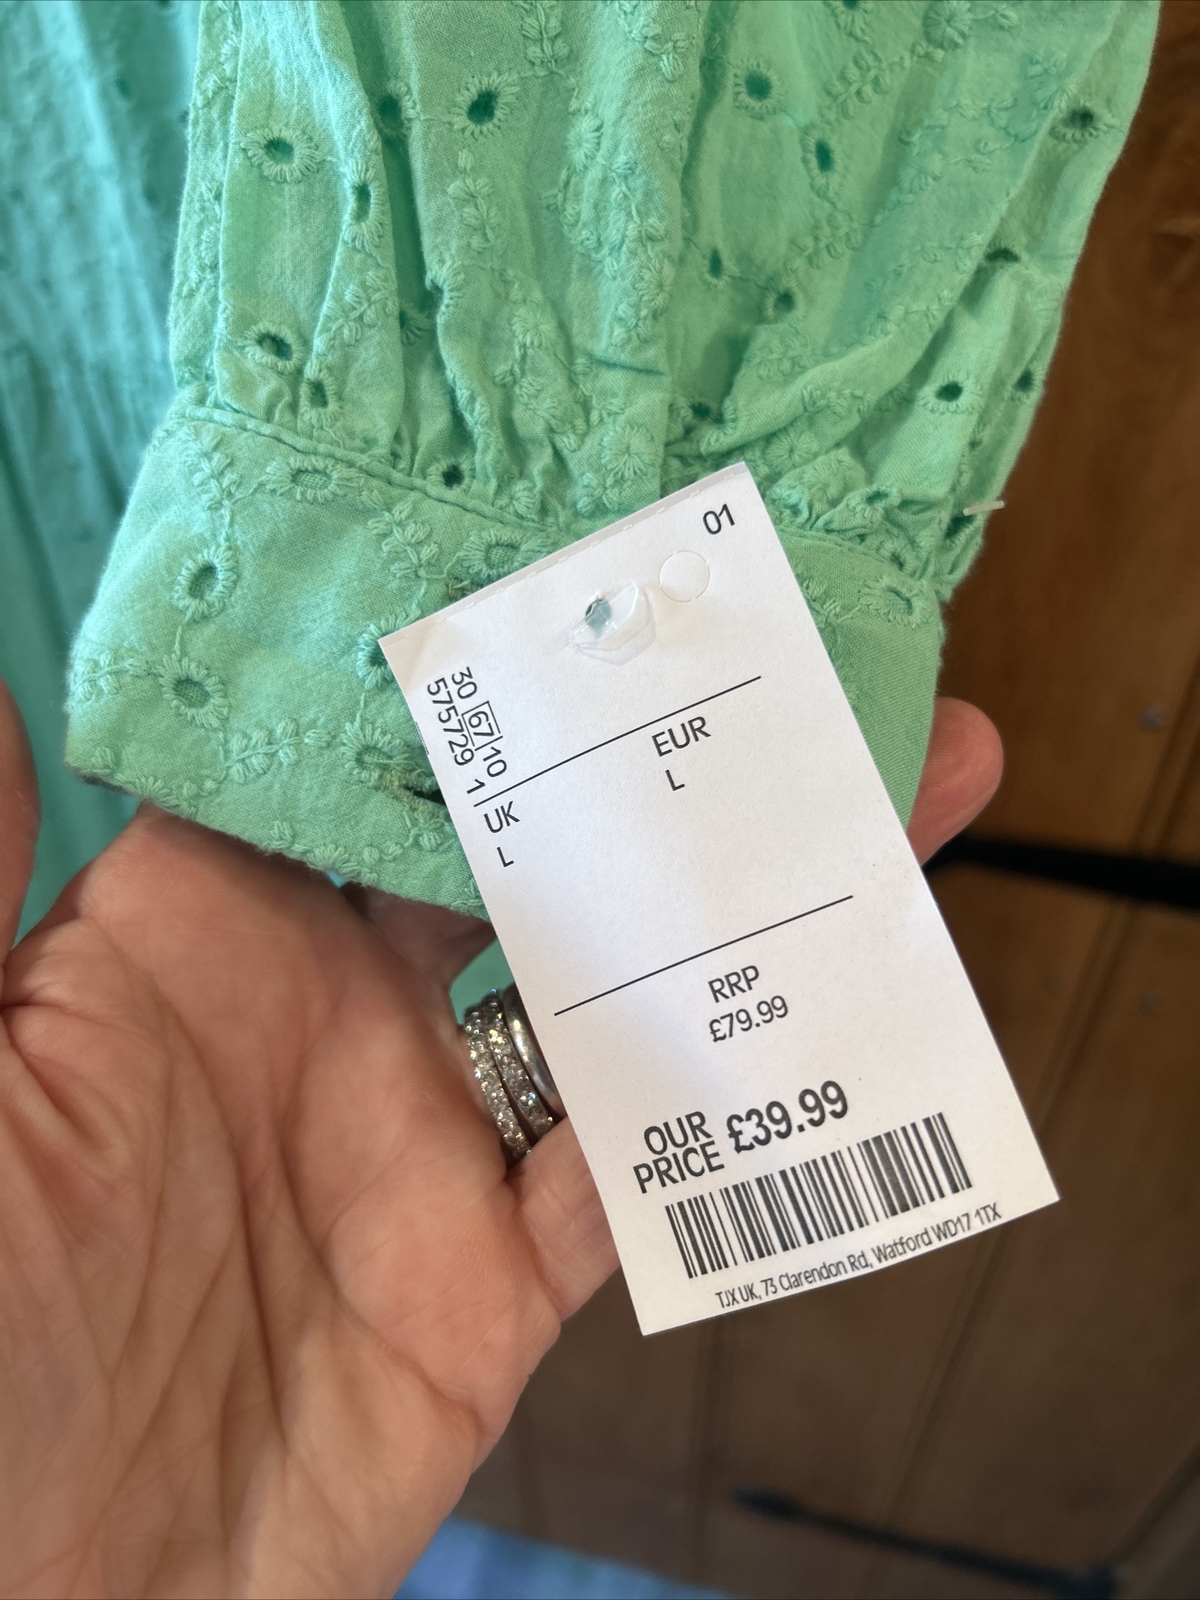 01
30 67 10
575729 1
UK
L
EUR
L
RRP
£79.99
OUR
PRICE £39.99
TJX UK, 73 Clarendon Rd, Watford WD17 1TX